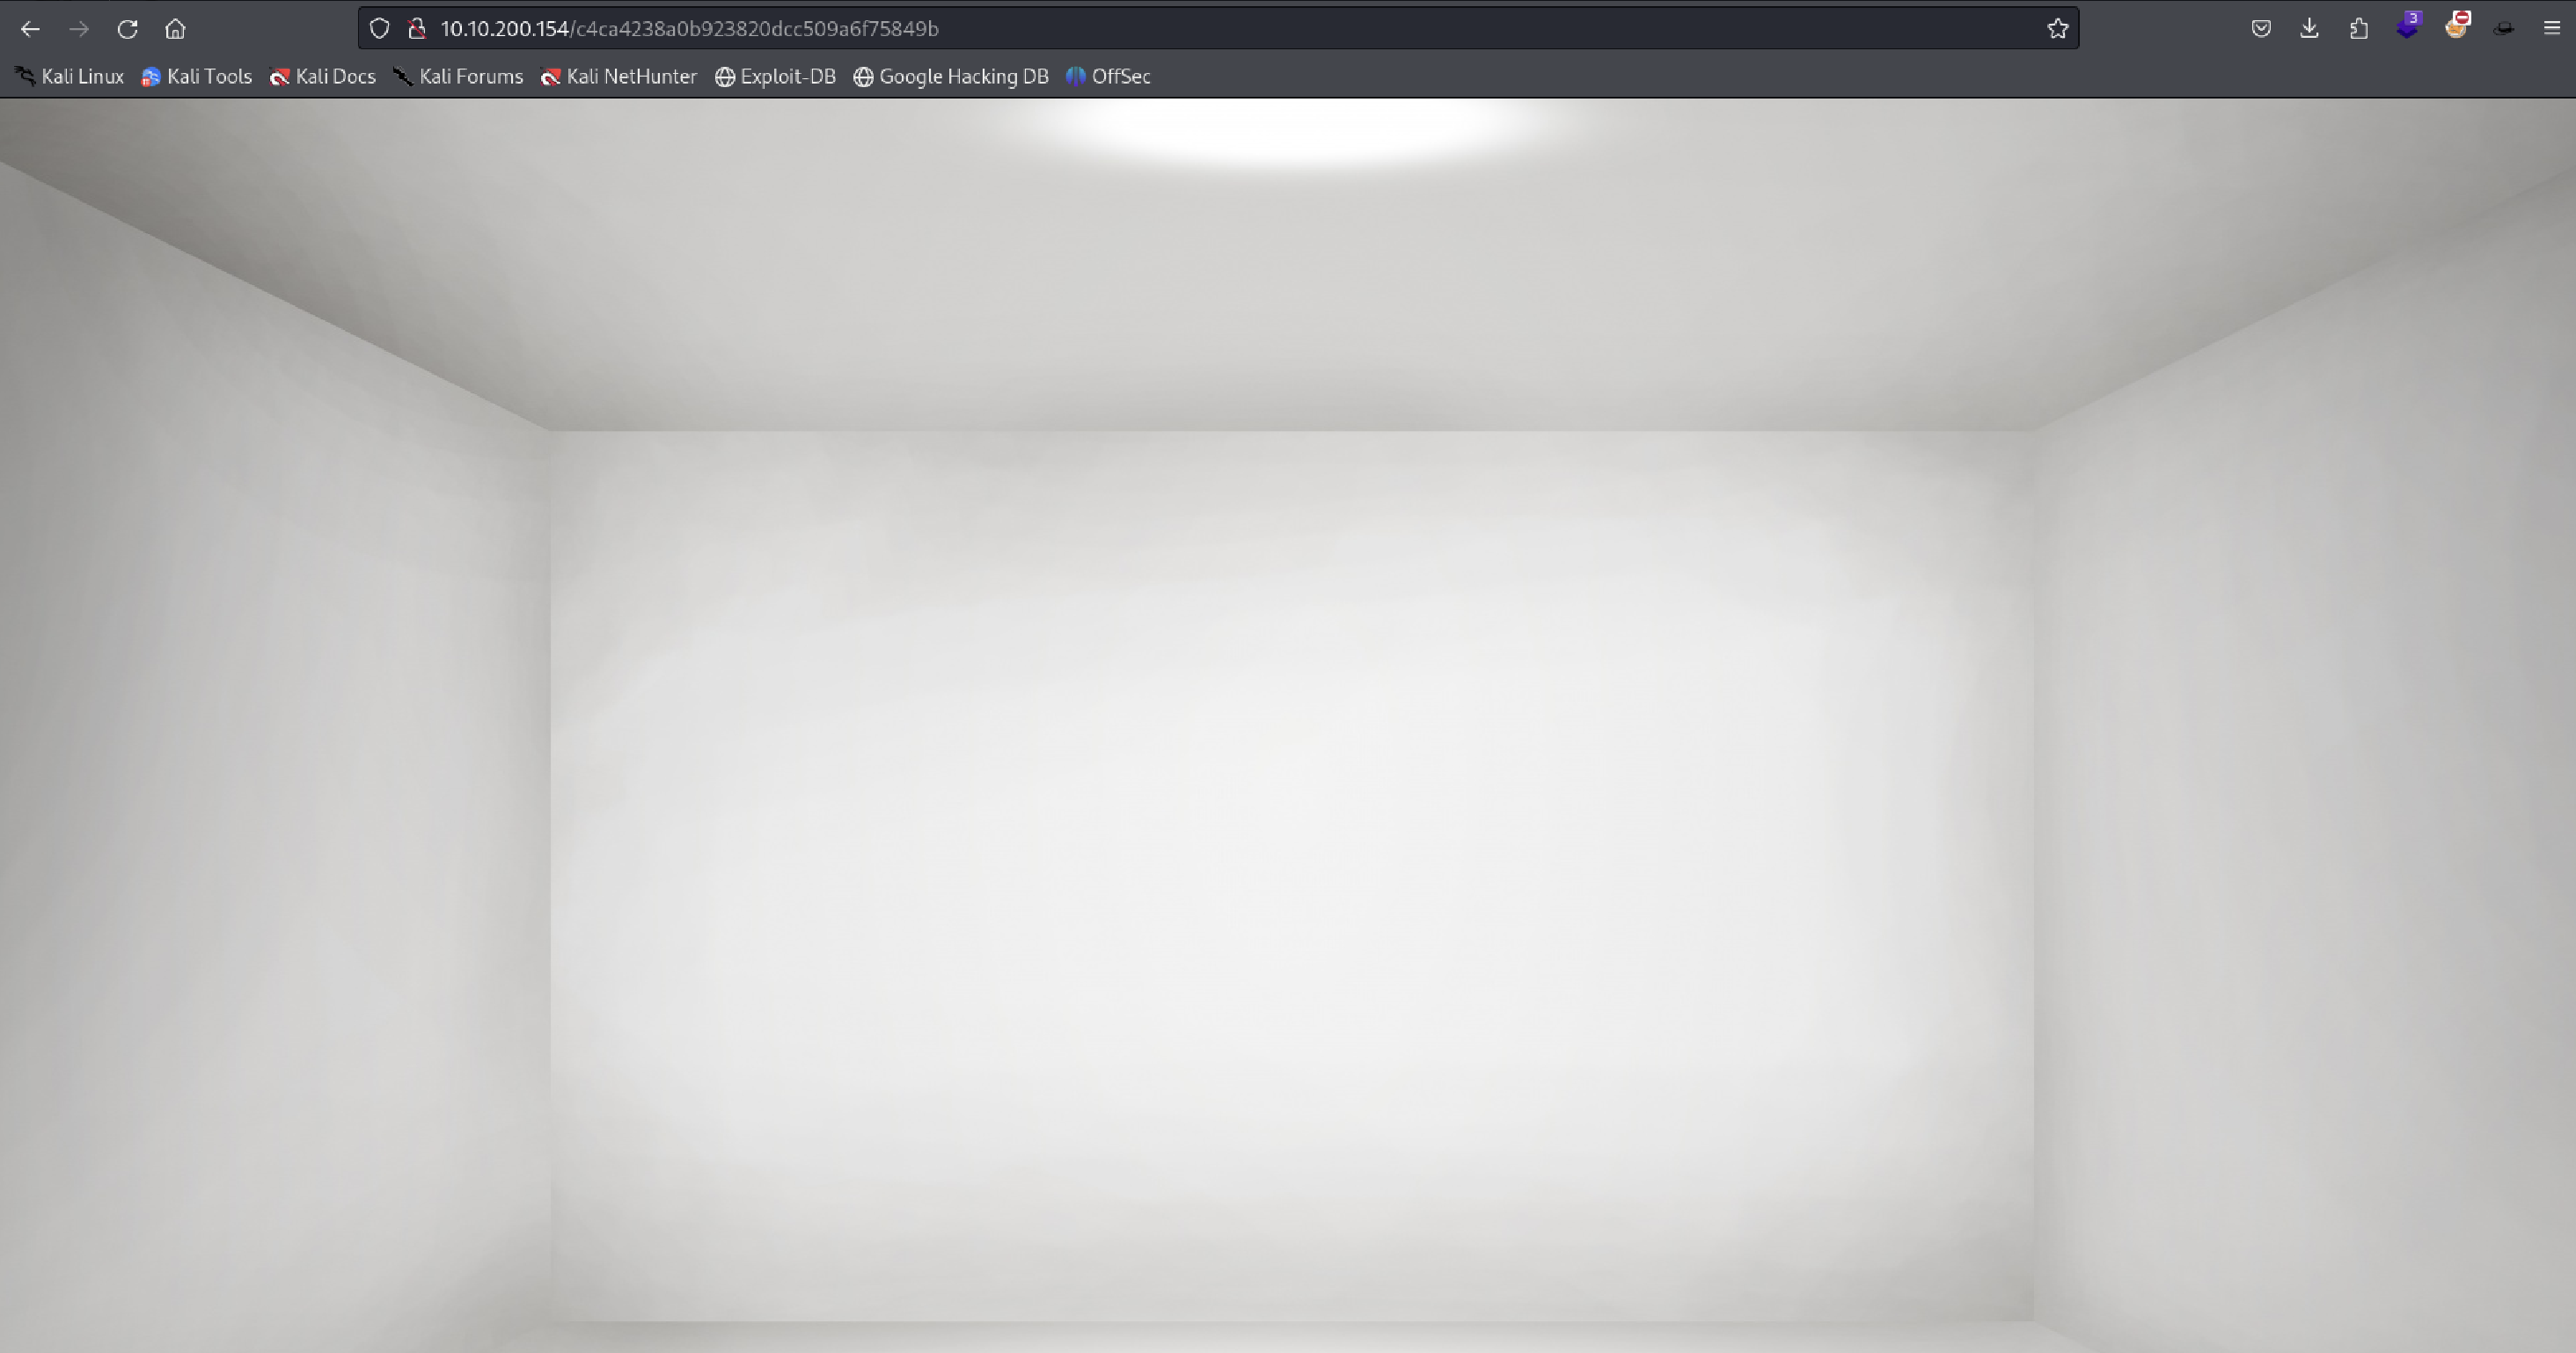 10.10.200.154/c4ca4238a0b923820dcc509a6f75849b
3
Kali Linux Kali Tools Kali Docs Kali Forums Kali NetHunter Exploit-DB Google Hacking DB OffSec